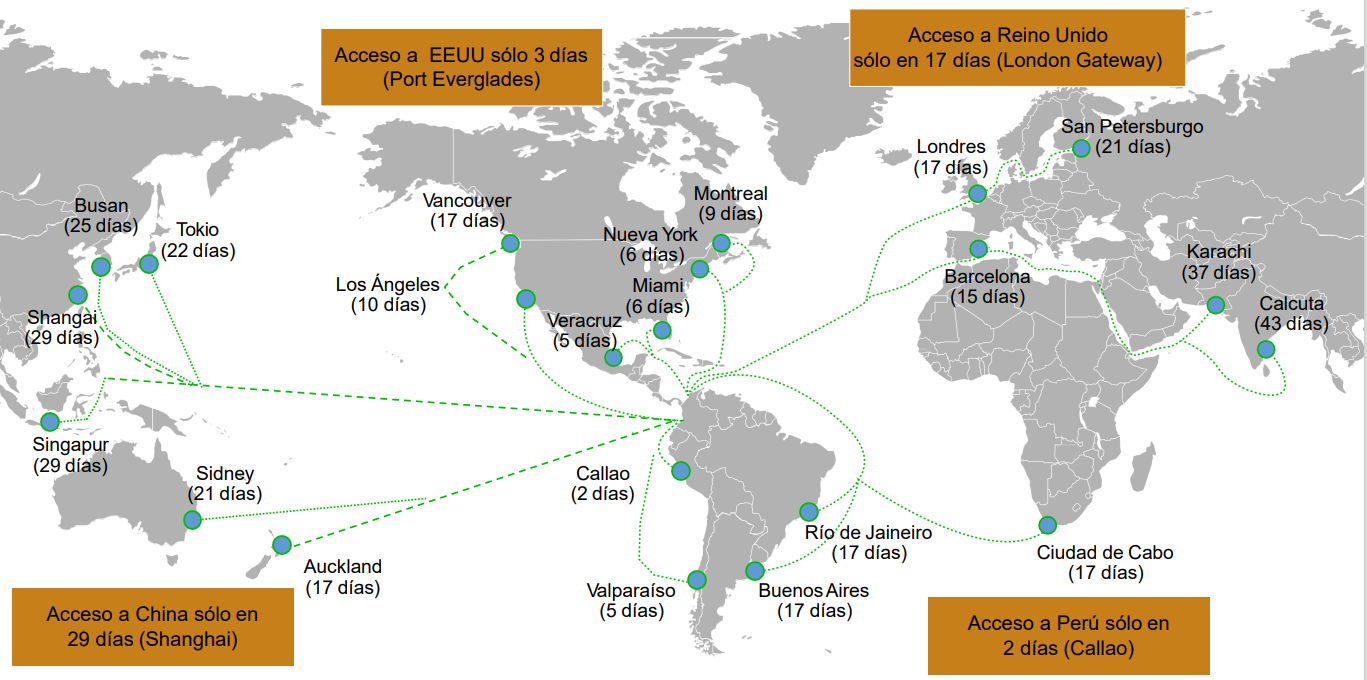 Acceso a EEUU sólo 3 días
(Port Everglades)
Acceso a Reino Unido
sólo en 17 días (London Gateway)
San Petersburgo
(21 días)
Londres
(17 días)
Busan
(25 días)
Tokio
(22 días)
Vancouver
(17 días)
Montreal
(9 días)
Nueva York
(6 días)
Karachi
(37 días)
Los Ángeles
(10 días)
Miami
(6 días)
Barcelona
(15 días)
Calcuta
(43 días)
Shangai
(29 días)
Veracruz
(5 días)
Singapur
(29 días)
Sidney
(21 días)
Callao
(2 días)
Río de Jaineiro
(17 días)
Ciudad de Cabo
(17 días)
Auckland
(17 días)
Valparaíso
(5 días)
Buenos Aires
(17 días)
Acceso a China sólo en
29 días (Shanghai)
Acceso a Perú sólo en
2 días (Callao)